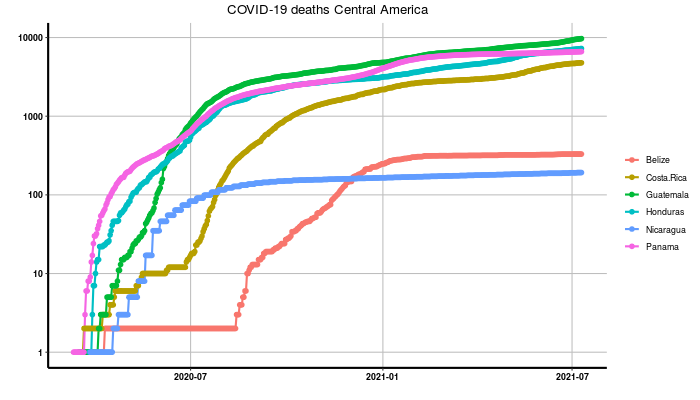 COVID-19 deaths Central America
10000
1000
100
10
1
2020-07
2021-01
2021-07
Belize
Costa.Rica
Guatemala
Honduras
Nicaragua
Panama